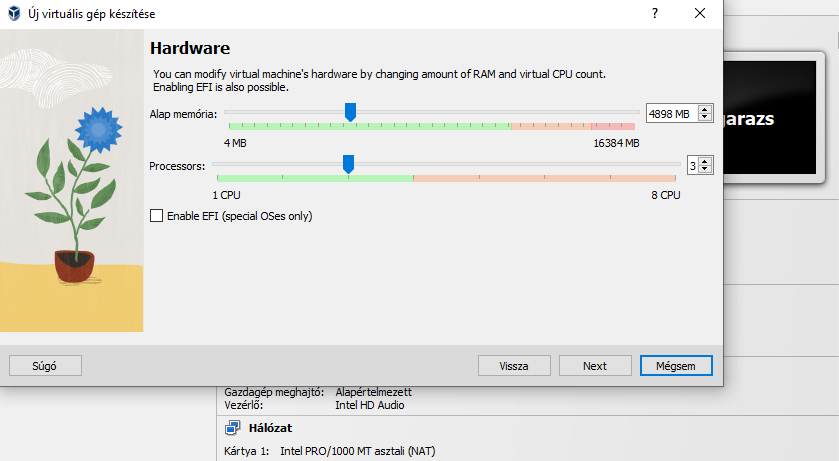 Új virtuális gép készítése
Hardware
You can modify virtual machine's hardware by changing amount of RAM and virtual CPU count.
Enabling EFI is also possible.
Alap memória: 4898 MB
4 MB 16384 MB
Processors: 3
1 CPU 8 CPU
Enable EFI (special OSes only)
Súgó Vissza Next Mégsem
garazs
Gazdagép meghajtó: Alapértelmezett
Vezérlő: Intel HD Audio
Hálózat
Kártya 1: Intel PRO/1000 MT asztali (NAT)